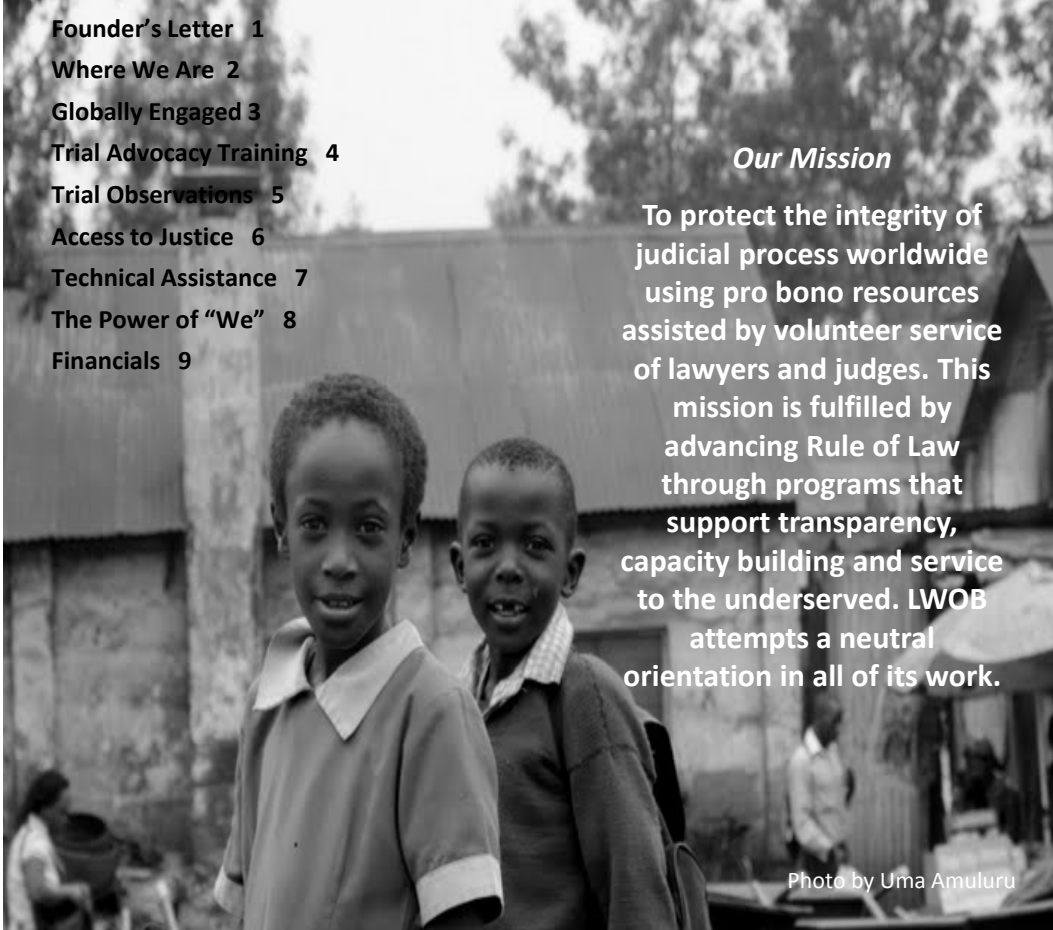 Founder’s Letter 1
Where We Are 2
Globally Engaged 3
Trial Advocacy Training 4
Trial Observations 5
Access to Justice 6
Technical Assistance 7
The Power of “We” 8
Financials 9
Our Mission
To protect the integrity of
judicial process worldwide
using pro bono resources
assisted by volunteer service
of lawyers and judges. This
mission is fulfilled by
advancing Rule of Law
through programs that
support transparency,
capacity building and service
to the underserved. LWOB
attempts a neutral
orientation in all of its work.
Photo by Uma Amuluru